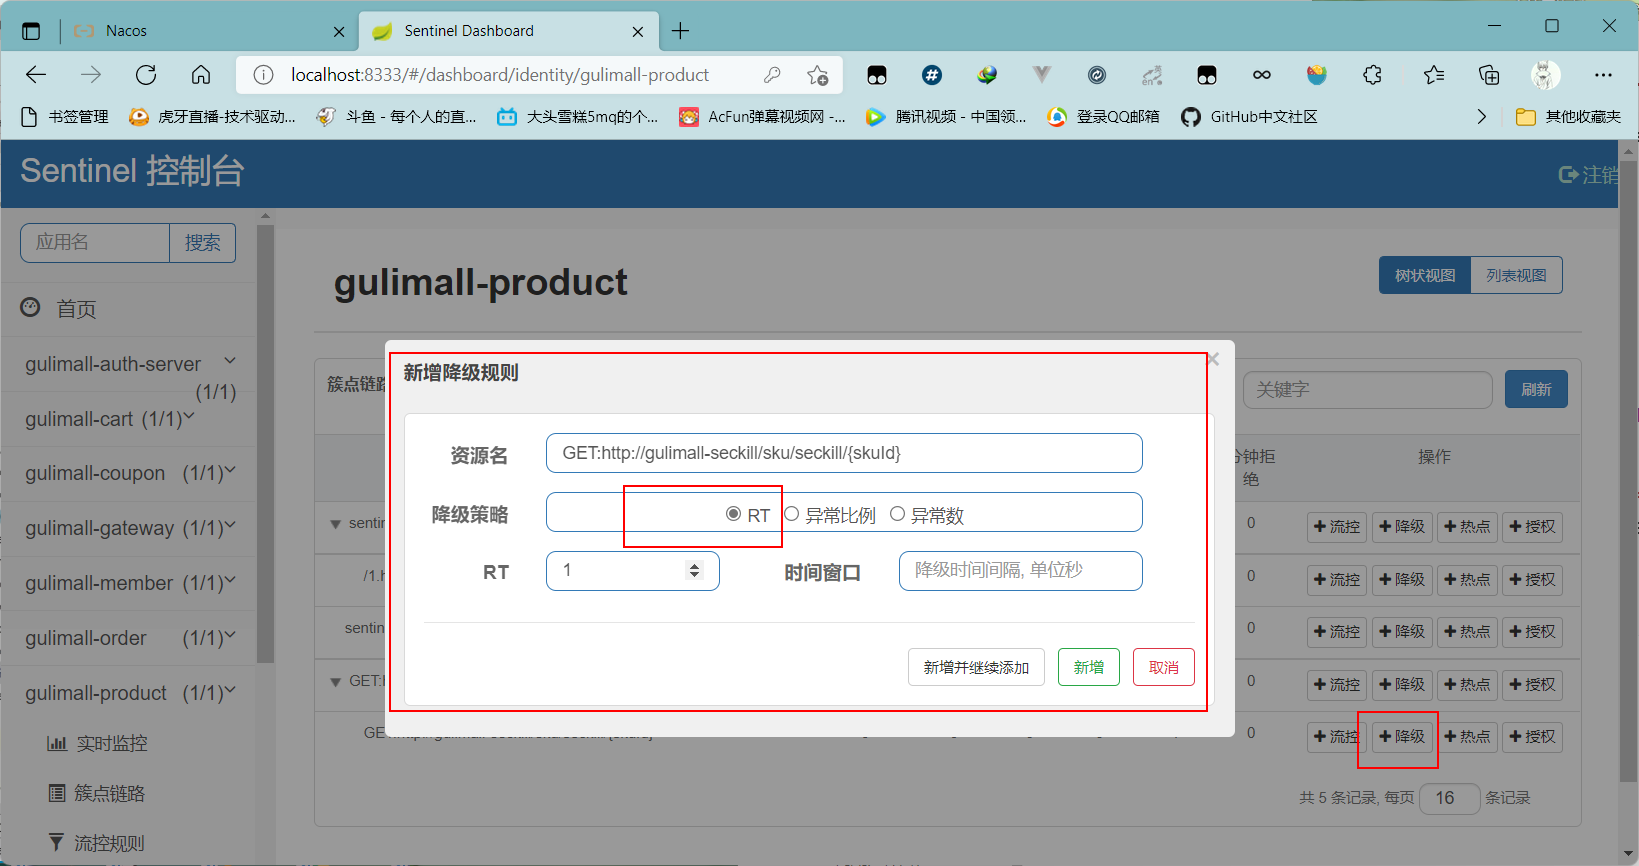 Nacos
Sentinel Dashboard
localhost:8333/#/dashboard/identity/gulimall-product
书签管理
虎牙直播-技术驱动...
斗鱼 - 每个人的直...
大头雪糕5mq的个...
AcFun弹幕视频网 -...
腾讯视频 - 中国领...
登录QQ邮箱
GitHub中文社区
其他收藏夹
Sentinel 控制台
注销
应用名
搜索
首页
gulimall-auth-server
(1/1)
gulimall-cart (1/1)
gulimall-coupon (1/1)
gulimall-gateway (1/1)
gulimall-member (1/1)
gulimall-order (1/1)
gulimall-product (1/1)
实时监控
簇点链路
流控规则
gulimall-product
树状视图
列表视图
簇点链路
关键字
刷新
分钟拒
绝
操作
sentin
0
流控
降级
热点
授权
/1.h
0
流控
降级
热点
授权
sentin
0
流控
降级
热点
授权
GET:h
0
流控
降级
热点
授权
0
流控
降级
热点
授权
共 5 条记录, 每页
16
条记录
新增降级规则
资源名
GET:http://gulimall-seckill/sku/seckill/{skuId}
降级策略
RT
异常比例
异常数
RT
1
时间窗口
降级时间间隔, 单位秒
新增并继续添加
新增
取消